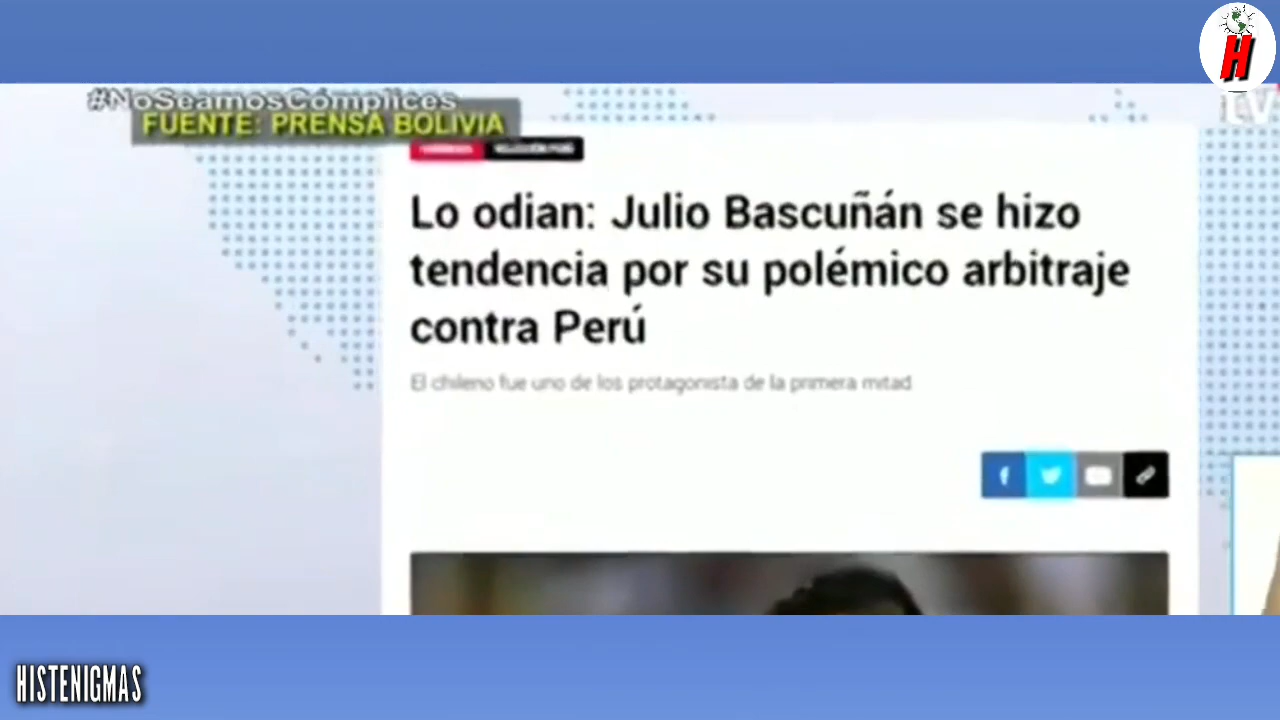 H
#NoSeamosCómplices
FUENTE: PRENSA BOLIVIA
tv
Lo odian: Julio Bascuñán se hizo
tendencia por su polémico arbitraje
contra Perú
El chileno fue uno de los protagonista de la primera mitad
f
HISTENIGMAS